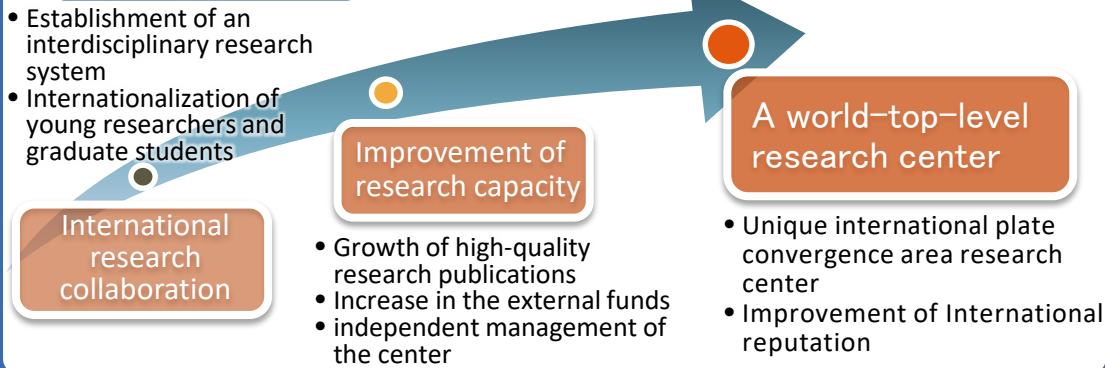 • Establishment of an
interdisciplinary research
system
• Internationalization of
young researchers and
graduate students
International
research
collaboration
Improvement of
research capacity
• Growth of high-quality
research publications
• Increase in the external funds
• independent management of
the center
A world-top-level
research center
• Unique international plate
convergence area research
center
• Improvement of International
reputation